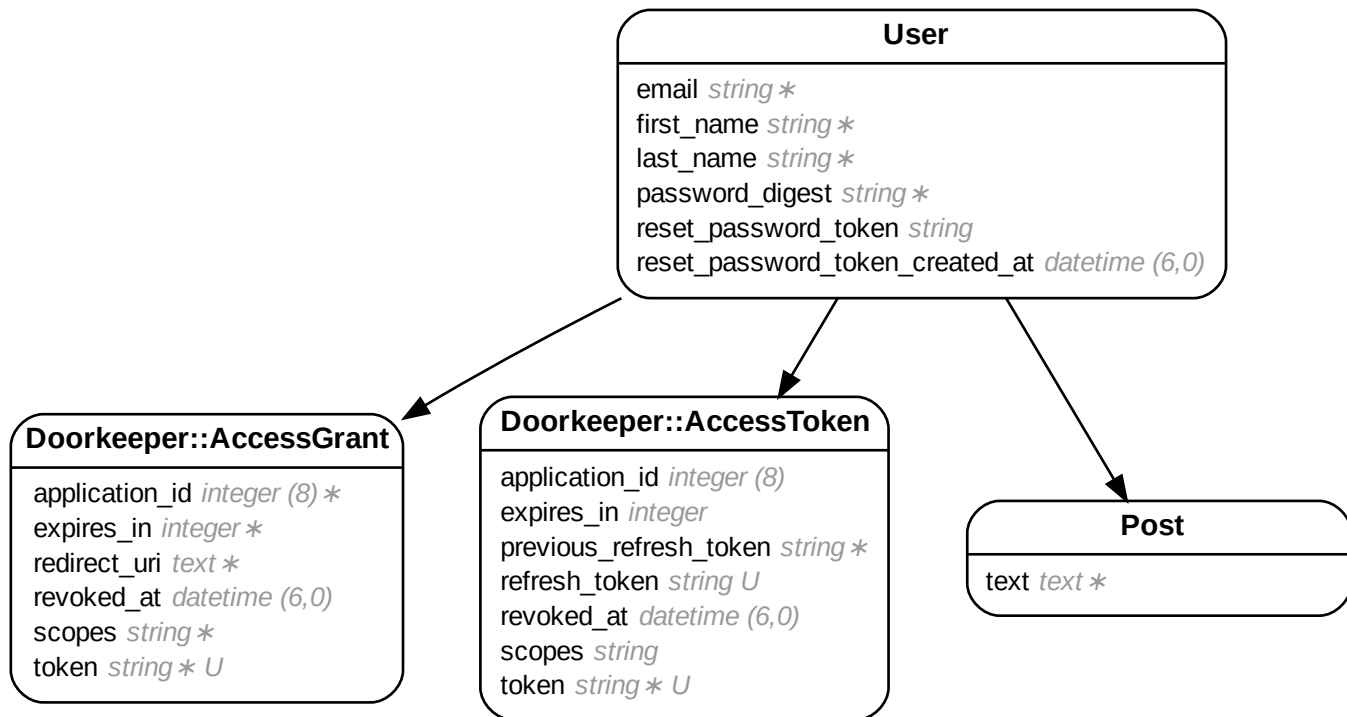 User
email string ∗
first_name string ∗
last_name string ∗
password_digest string ∗
reset_password_token string
reset_password_token_created_at datetime (6,0)
Doorkeeper::AccessGrant
application_id integer (8) ∗
expires_in integer ∗
redirect_uri text ∗
revoked_at datetime (6,0)
scopes string ∗
token string ∗ U
Doorkeeper::AccessToken
application_id integer (8)
expires_in integer
previous_refresh_token string ∗
refresh_token string U
revoked_at datetime (6,0)
scopes string
token string ∗ U
Post
text text ∗